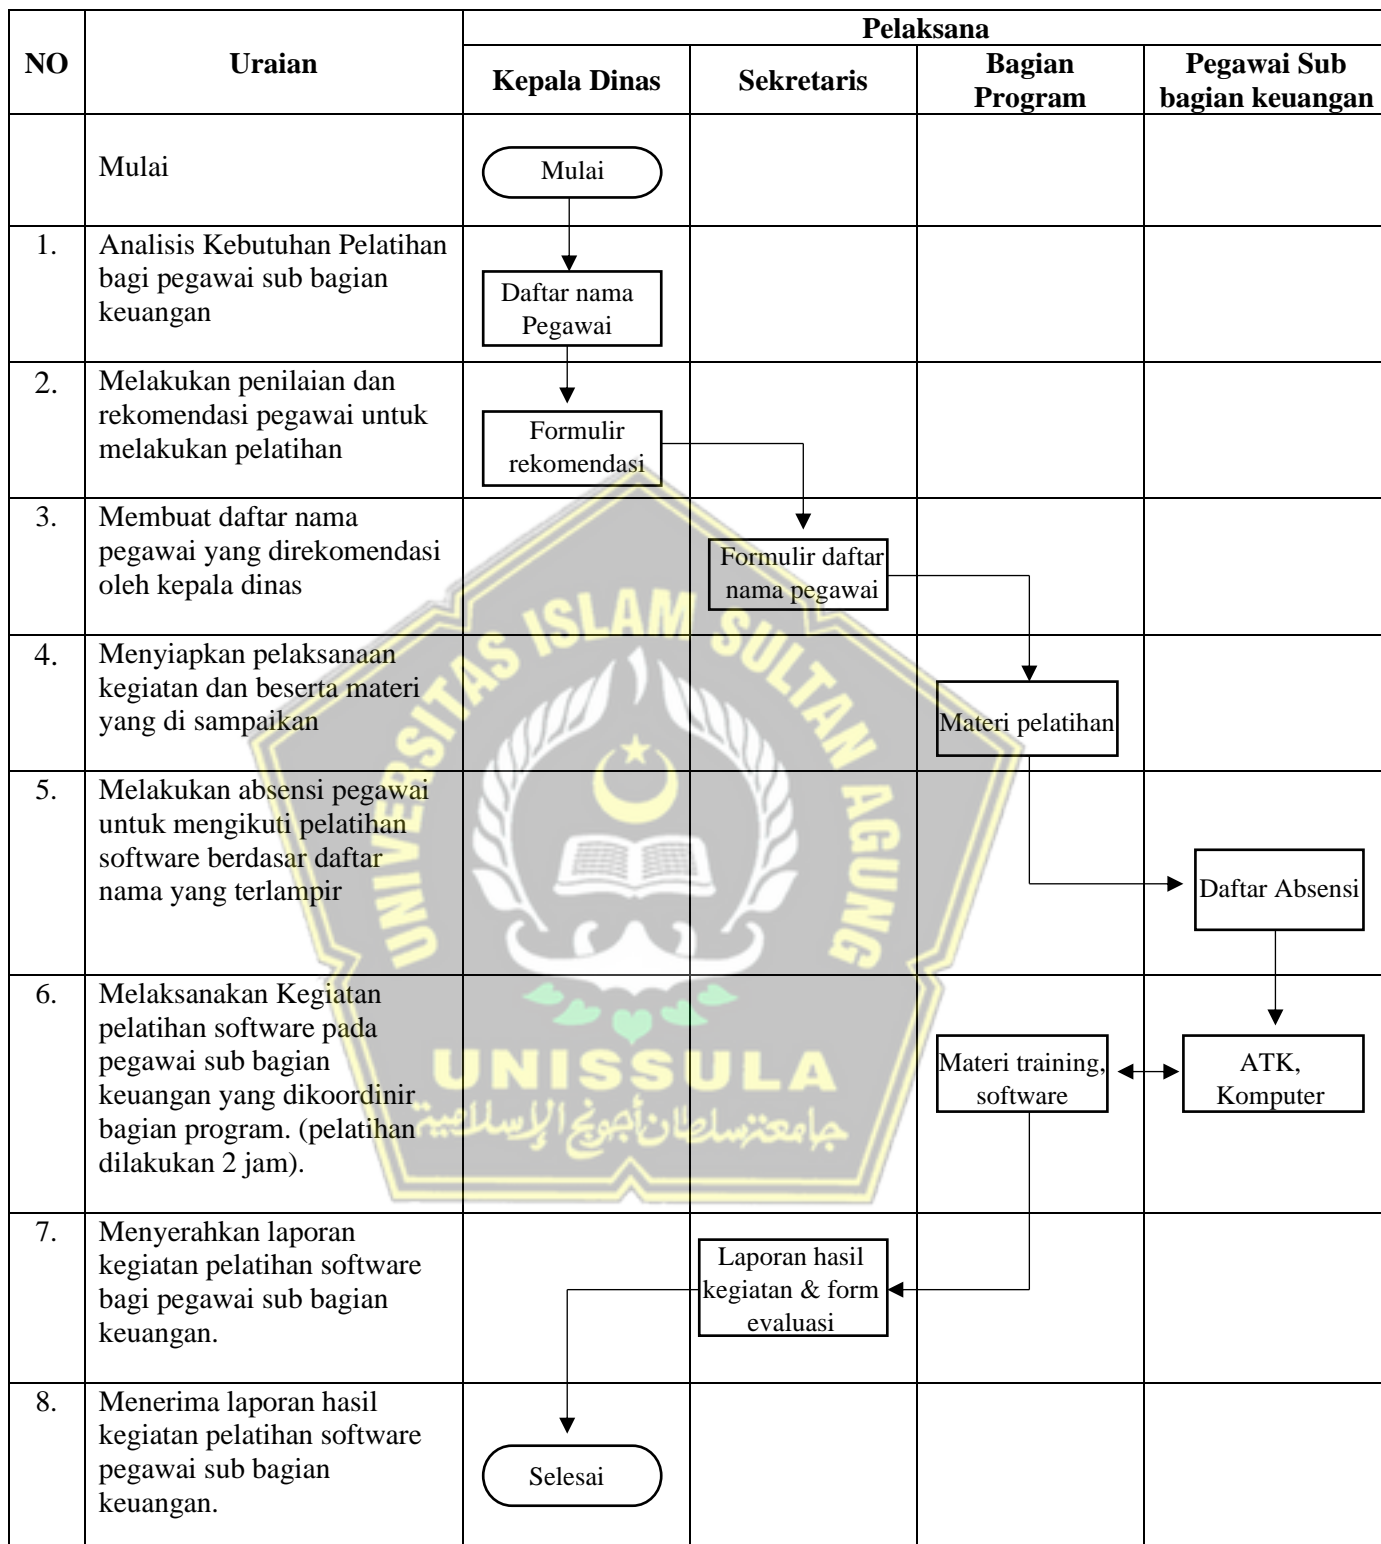 Pelaksana
NO
Uraian
Kepala Dinas
Sekretaris
Bagian
Program
Pegawai Sub
bagian keuangan
Mulai
Mulai
1.
Analisis Kebutuhan Pelatihan
bagi pegawai sub bagian
keuangan
Daftar nama
Pegawai
2.
Melakukan penilaian dan
rekomendasi pegawai untuk
melakukan pelatihan
Formulir
rekomendasi
3.
Membuat daftar nama
pegawai yang direkomendasi
oleh kepala dinas
Formulir daftar
nama pegawai
4.
Menyiapkan pelaksanaan
kegiatan dan beserta materi
yang di sampaikan
Materi pelatihan
5.
Melakukan absensi pegawai
untuk mengikuti pelatihan
software berdasar daftar
nama yang terlampir
Daftar Absensi
6.
Melaksanakan Kegiatan
pelatihan software pada
pegawai sub bagian
keuangan yang dikoordinir
bagian program. (pelatihan
dilakukan 2 jam).
Materi training,
software
ATK,
Komputer
7.
Menyerahkan laporan
kegiatan pelatihan software
bagi pegawai sub bagian
keuangan.
Laporan hasil
kegiatan & form
evaluasi
8.
Menerima laporan hasil
kegiatan pelatihan software
pegawai sub bagian
keuangan.
Selesai
UNIVERSITAS ISLAM SULTAN AGUNG
UNISSULA
جامعتسلطان أجونج الإسلامية